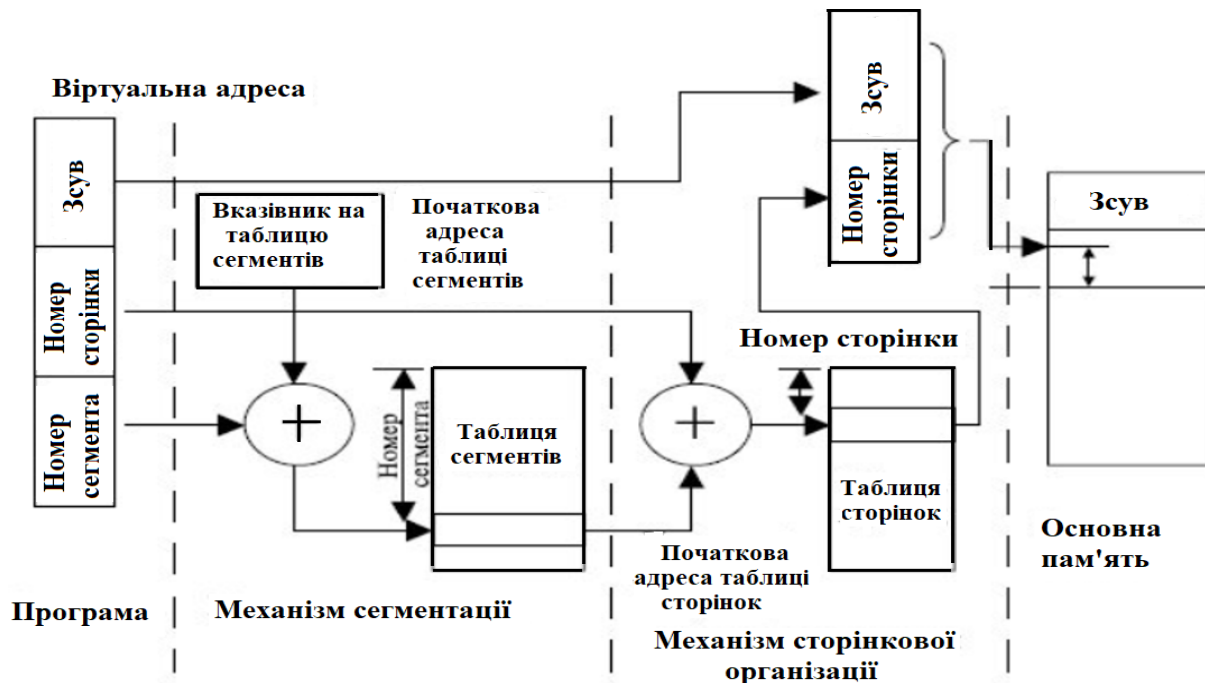 Віртуальна адреса
Зсув
Номер
сторінки
Номер
сегмента
Програма
Вказівник на
таблицю
сегментів
Початкова
адреса
таблиці
сегментів
+
Номер
сегмента
Таблиця
сегментів
Механізм сегментації
Зсув
Номер
сторінки
Номер сторінки
+
Таблиця
сторінок
Початкова
адреса таблиці
сторінок
Механізм сторінкової
організації
Зсув
Основна
пам'ять